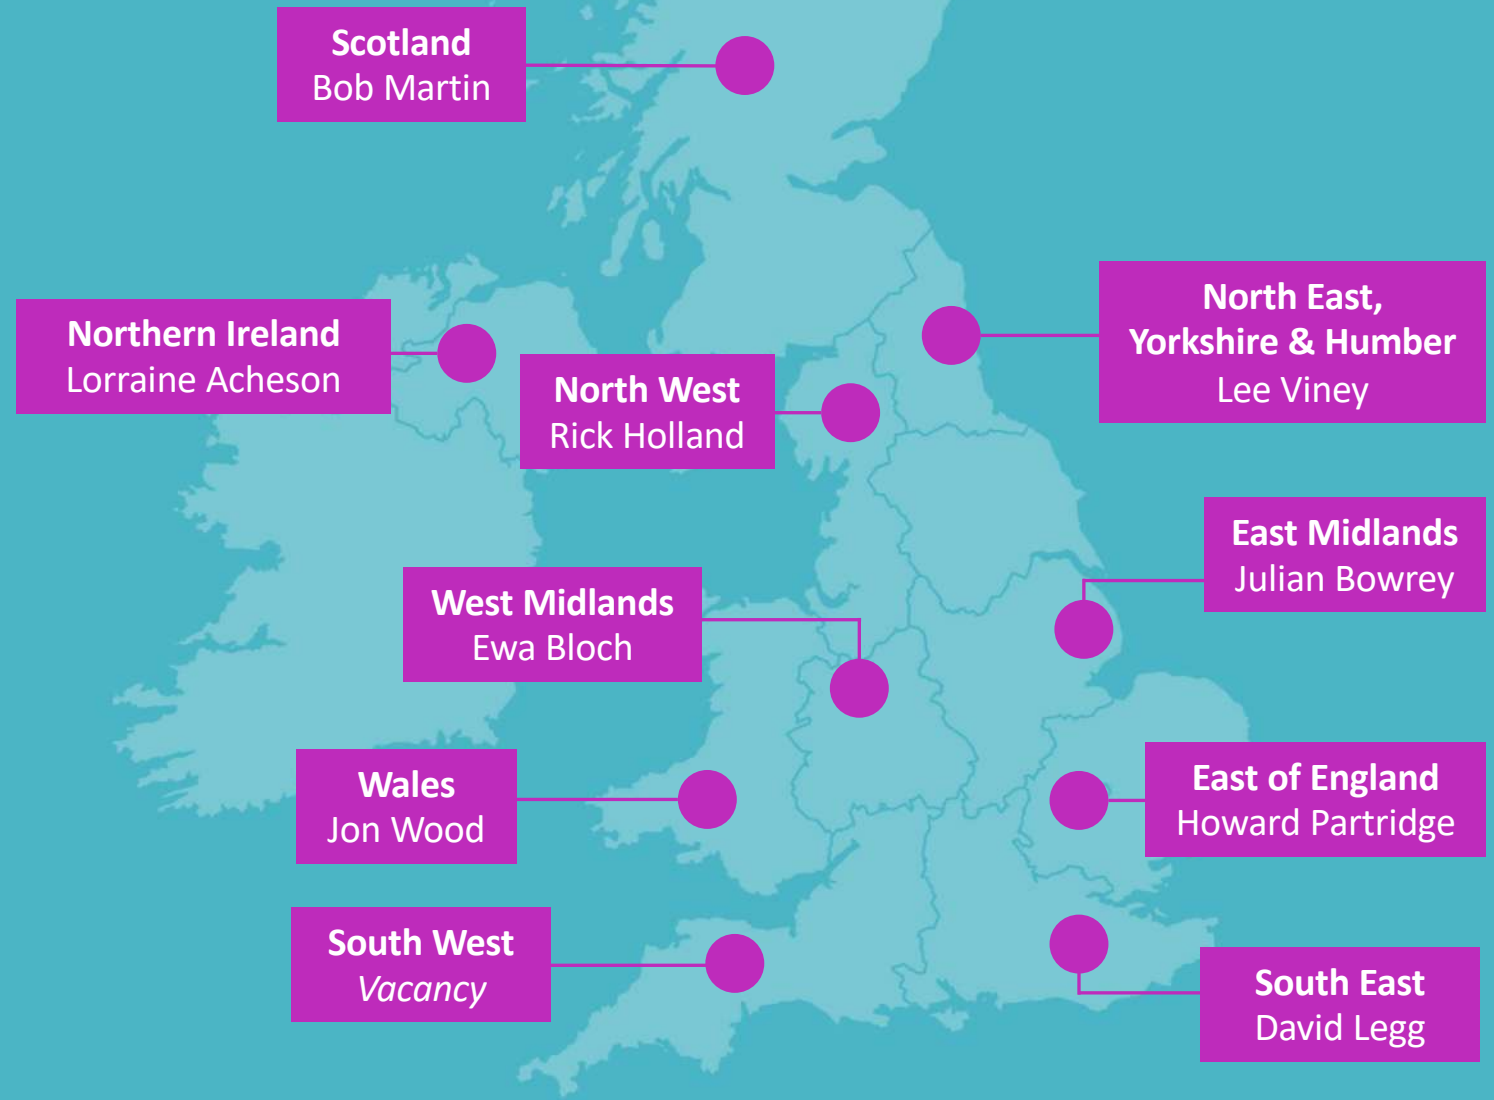 Scotland
Bob Martin
North East,
Yorkshire & Humber
Lee Viney
Northern Ireland
Lorraine Acheson
North West
Rick Holland
East Midlands
Julian Bowrey
West Midlands
Ewa Bloch
East of England
Howard Partridge
Wales
Jon Wood
South West
Vacancy
South East
David Legg